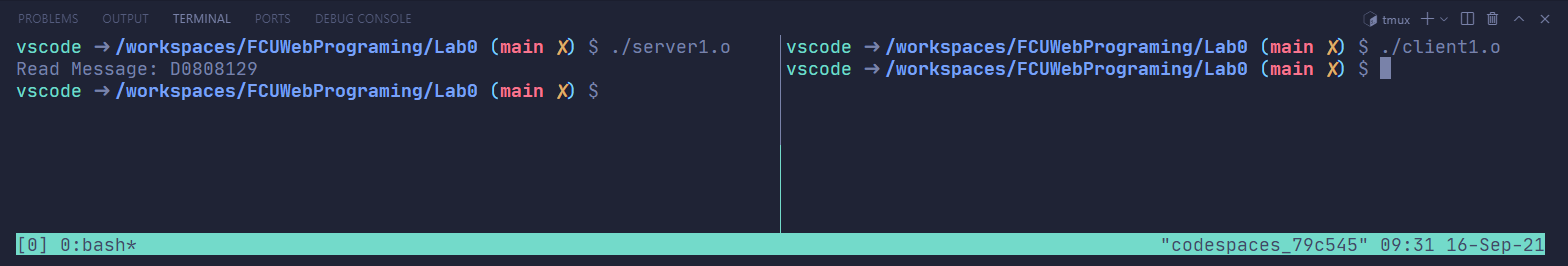 PROBLEMS OUTPUT TERMINAL PORTS DEBUG CONSOLE tmux
vscode → /workspaces/FCUWebPrograming/Lab0 (main ✗) $ ./server1.o
Read Message: D0808129
vscode → /workspaces/FCUWebPrograming/Lab0 (main ✗) $
vscode → /workspaces/FCUWebPrograming/Lab0 (main ✗) $ ./client1.o
vscode → /workspaces/FCUWebPrograming/Lab0 (main ✗) $
[0] 0:bash* "codespaces_79c545" 09:31 16-Sep-21